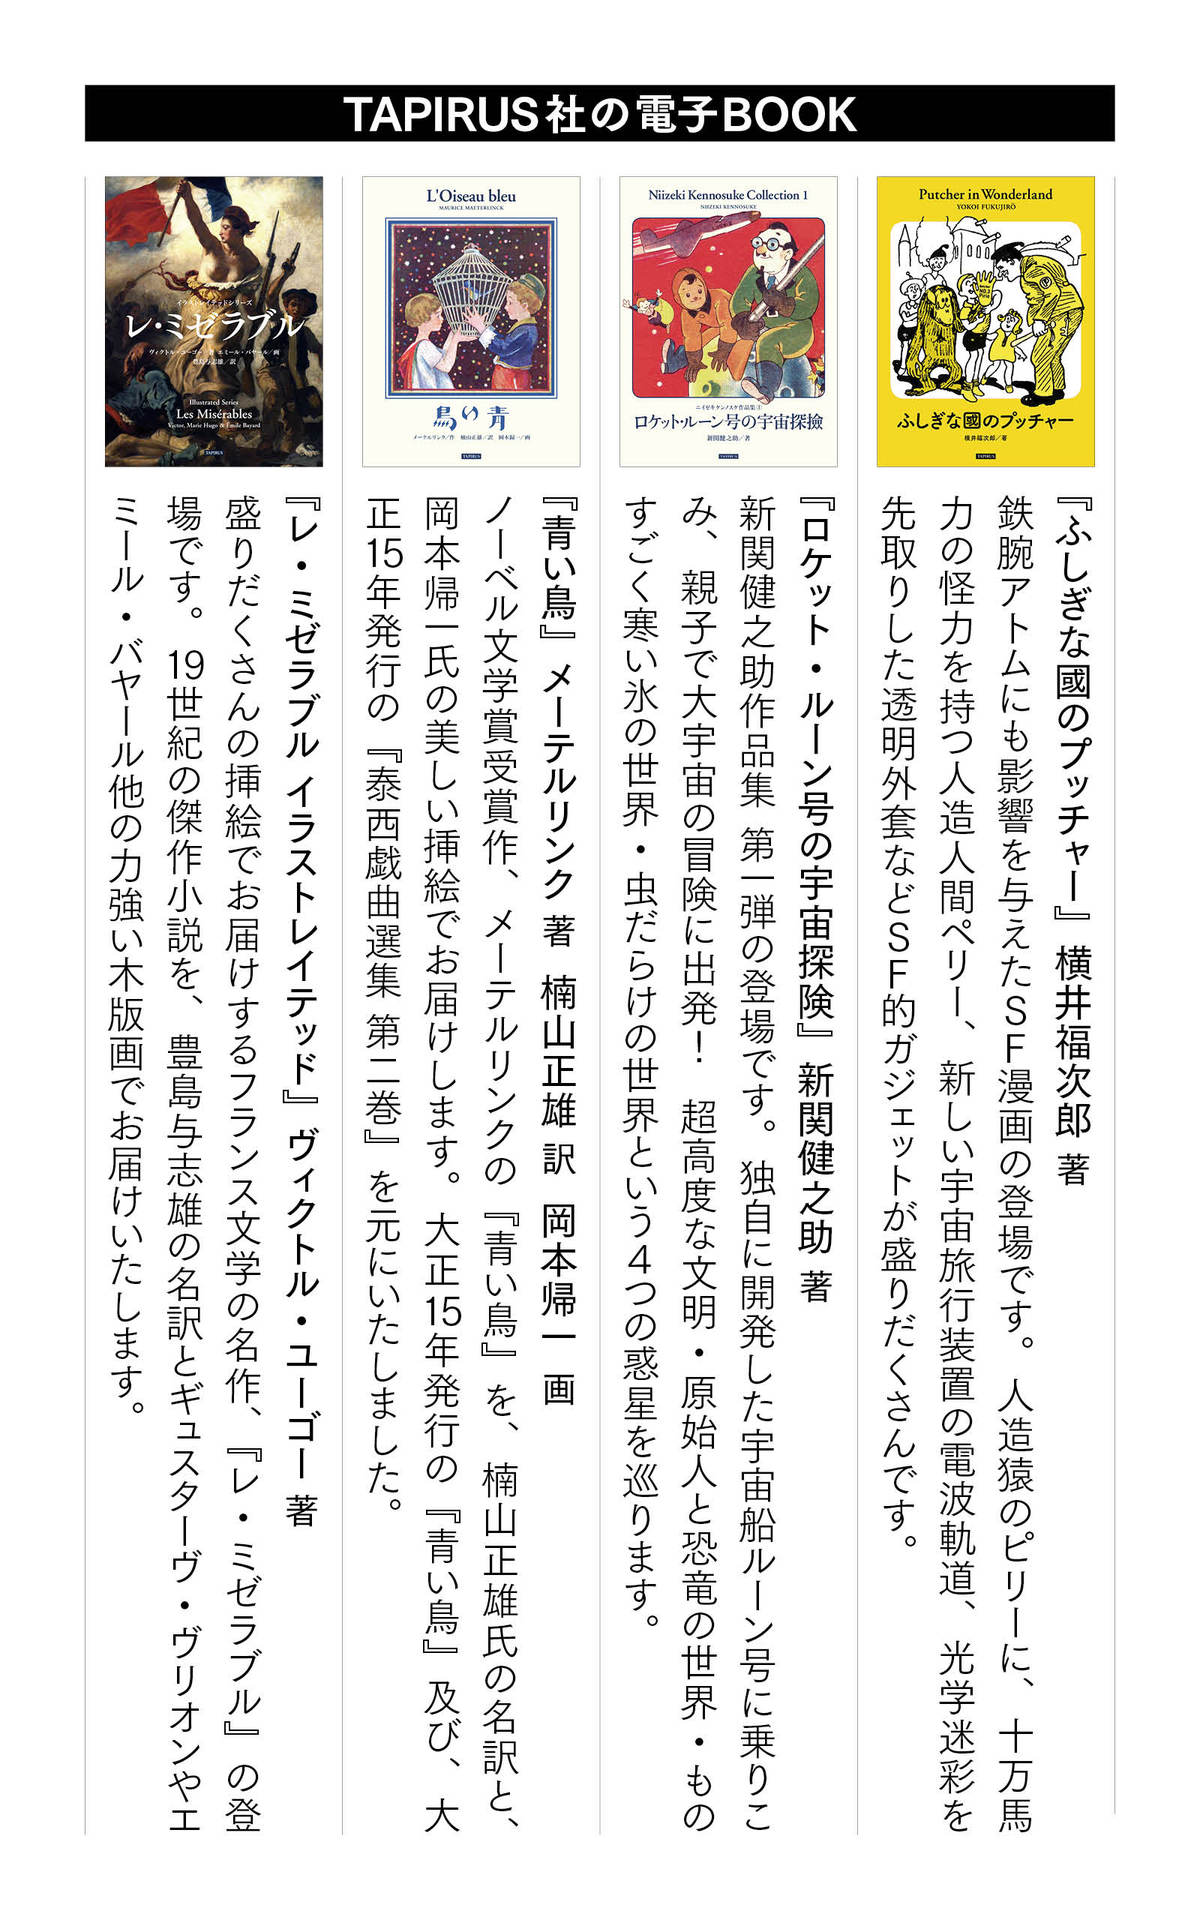 TAPIRUS社の電子BOOK
Putcher in Wonderland
YOKOI FUKUJIRŌ
ふしぎな國のプッチャー
横井福次郎/著
TAPIRUS
『ふしぎな國のプッチャー』 横井福次郎 著
鉄腕アトムにも影響を与えたSF漫画の登場です。人造猿のピリーに、十万馬
力の怪力を持つ人造人間ペリー、新しい宇宙旅行装置の電波軌道、光学迷彩を
先取りした透明外套などSF的ガジェットが盛りだくさんです。
Niizeki Kennosuke Collection 1
NIIZEKI KENNOSUKE
ニイゼキケンノスケ作品集①
ロケット・ルーン号の宇宙探險
新関健之助/著
TAPIRUS
『ロケット・ルーン号の宇宙探険』 新関健之助 著
新関健之助作品集 第一弾の登場です。独自に開発した宇宙船ルーン号に乗りこ
み、親子で大宇宙の冒険に出発! 超高度な文明・原始人と恐竜の世界・もの
すごく寒い氷の世界・虫だらけの世界という4つの惑星を巡ります。
L'Oiseau bleu
MAURICE MAETERLINCK
鳥い青
メーテルリンク/作 楠山正雄/訳 岡本歸一/画
TAPIRUS
『青い鳥』 メーテルリンク 著 楠山正雄 訳 岡本帰一 画
ノーベル文学賞受賞作、メーテルリンクの『青い鳥』を、楠山正雄氏の名訳と、
岡本帰一氏の美しい挿絵でお届けします。大正15年発行の『青い鳥』及び、大
正15年発行の『泰西戯曲選集 第二巻』を元にいたしました。
イラストレイテッドシリーズ
レ・ミゼラブル
ヴィクトル・ユーゴー/著 エミール・バヤール/画
豊島与志雄/訳
Illustrated Series
Les Misérables
Victor, Marie Hugo & Émile Bayard
TAPIRUS
『レ・ミゼラブル イラストレイテッド』 ヴィクトル・ユーゴー 著
盛りだくさんの挿絵でお届けするフランス文学の名作、『レ・ミゼラブル』の登
場です。19世紀の傑作小説を、豊島与志雄の名訳とギュスターヴ・ヴリオンやエ
ミール・バヤール他の力強い木版画でお届けいたします。